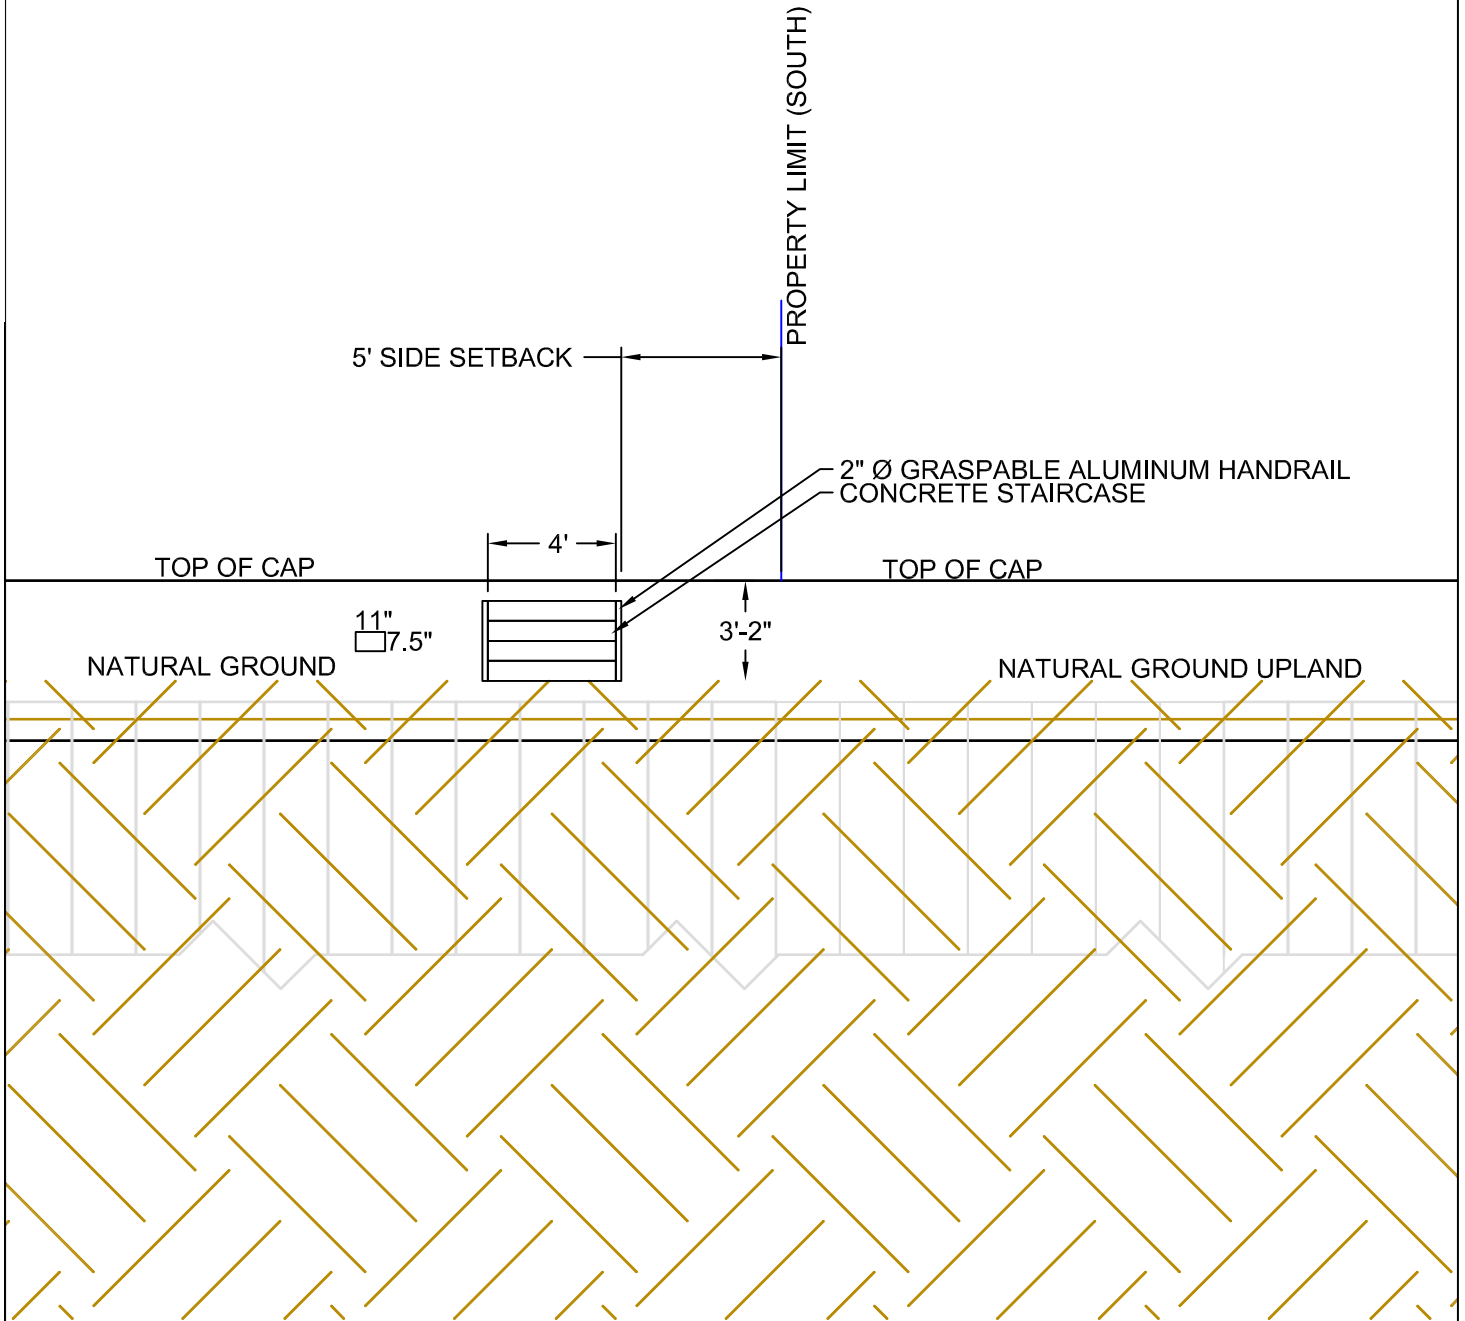 PROPERTY LIMIT (SOUTH)
5' SIDE SETBACK
2" Ø GRASPABLE ALUMINUM HANDRAIL
CONCRETE STAIRCASE
4'
TOP OF CAP
TOP OF CAP
11"
7.5"
3'-2"
NATURAL GROUND
NATURAL GROUND UPLAND